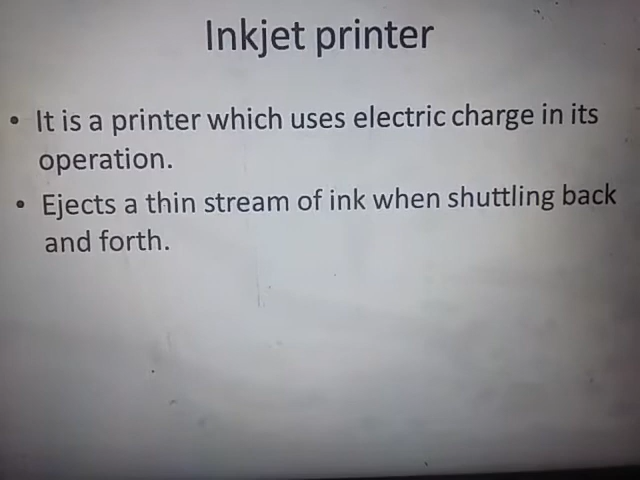 Inkjet printer
• It is a printer which uses electric charge in its
operation.
• Ejects a thin stream of ink when shuttling back
and forth.